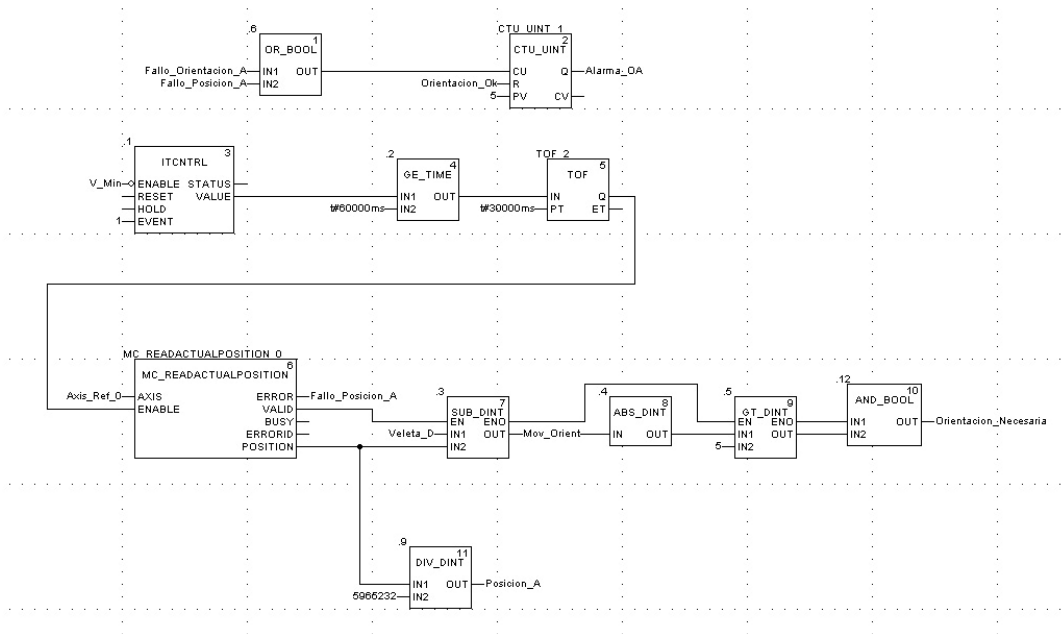 .6
1
OR_BOOL
Fallo_Orientacion_A IN1 OUT
Fallo_Posicion_A IN2
CTU_UINT_1
2
CTU_UINT
CU Q Alarma_OA
Orientacion_Ok R
5 PV CV
.1
3
ITCNTRL
V_Min ENABLE STATUS
RESET VALUE
HOLD
1 EVENT
.2
4
GE_TIME
IN1 OUT
t#60000ms IN2
TOF_2
5
TOF
IN Q
t#30000ms PT ET
MC_READACTUALPOSITION_0
6
MC_READACTUALPOSITION
Axis_Ref_0 AXIS ERROR Fallo_Posicion_A
ENABLE VALID
BUSY
ERRORID
POSITION
.3
7
SUB_DINT
EN ENO
Veleta_D IN1 OUT Mov_Orient
IN2
.4
8
ABS_DINT
IN OUT
.5
9
GT_DINT
EN ENO
IN1 OUT
5 IN2
.12
10
AND_BOOL
IN1 OUT Orientacion_Necesaria
IN2
.9
11
DIV_DINT
IN1 OUT Posicion_A
5965232 IN2